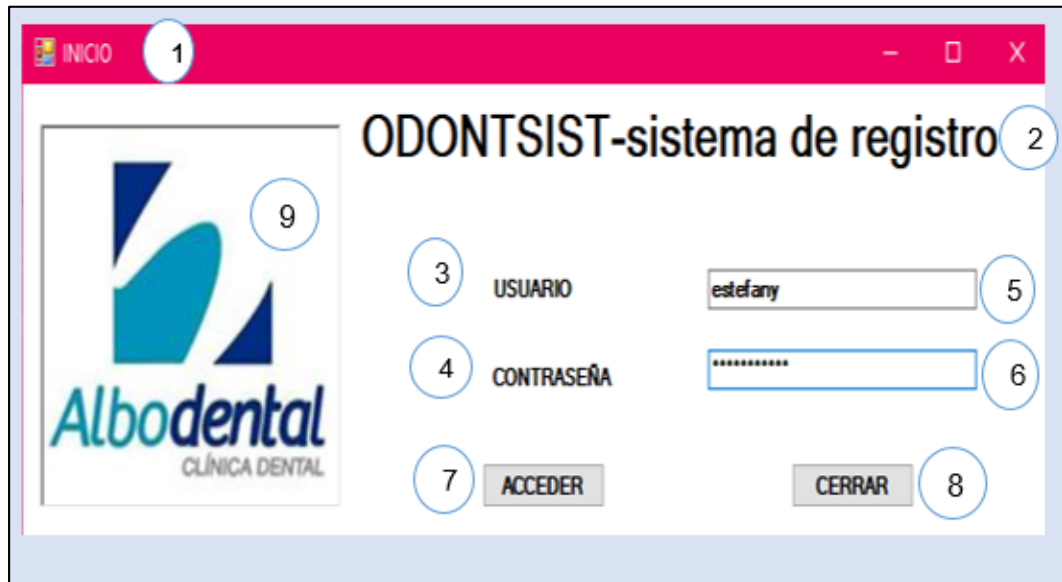 INICIO 1
X
ODONTSIST-sistema de registro 2
9
3 USUARIO estefany 5
4 CONTRASEÑA *********** 6
Albodental
CLÍNICA DENTAL
7 ACCEDER CERRAR 8